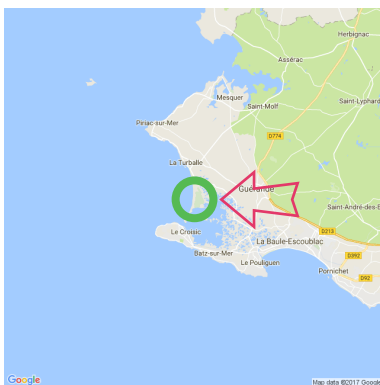 Herbignac
Assérac
Mesquer
Saint-Molf
Saint-Lyphard
Piriac-sur-Mer
D774
La Turballe
Guérande
Saint-André-des-E
D213
Le Croisic
La Baule-Escoublac
Batz-sur-Mer
D392
Le Pouliguen
Pornichet
D92
Google
Map data ©2017 Google